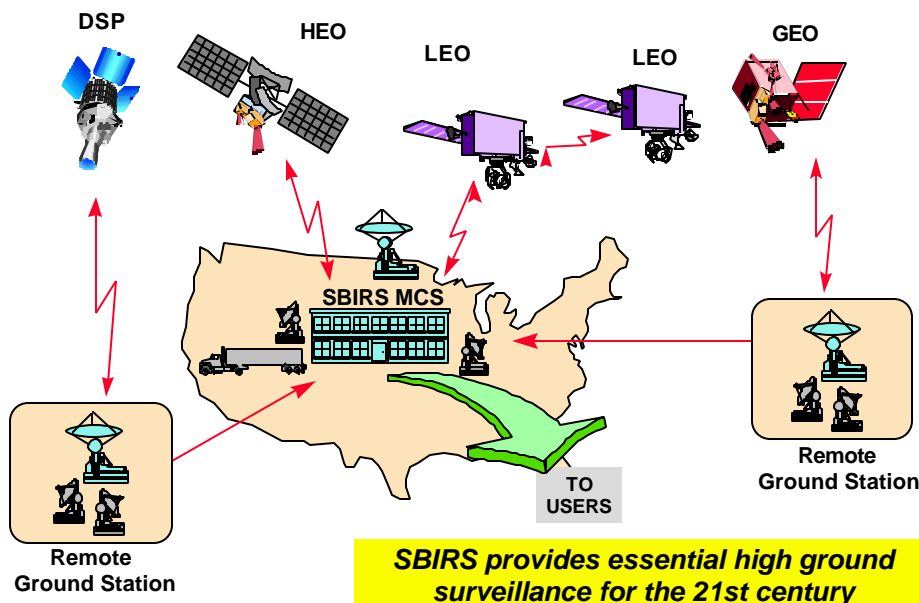 DSP
HEO
LEO
LEO
GEO
SBIRS MCS
TO
USERS
Remote
Ground Station
Remote
Ground Station
SBIRS provides essential high ground
surveillance for the 21st century